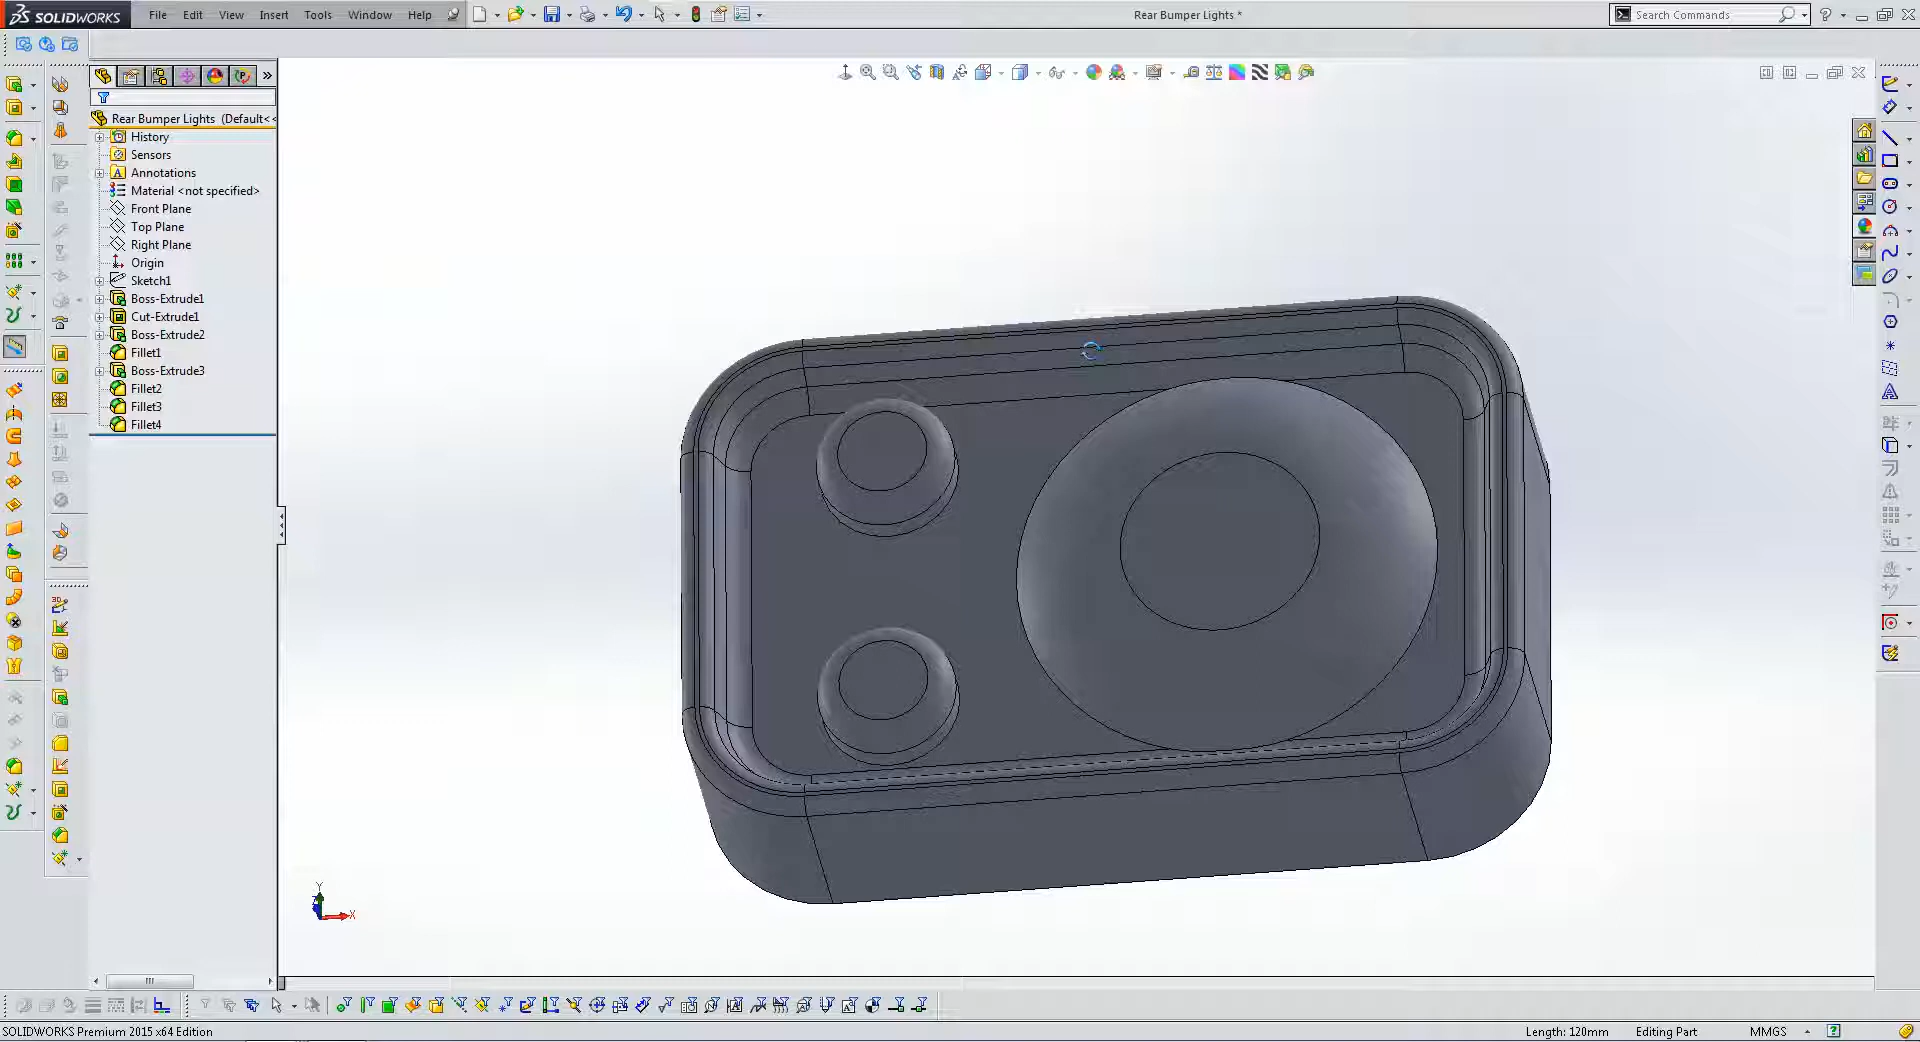 SOLIDWORKS File Edit View Insert Tools Window Help Rear Bumper Lights * Search Commands
Rear Bumper Lights (Default<<
History
Sensors
A Annotations
Material <not specified>
Front Plane
Top Plane
Right Plane
Origin
Sketch1
Boss-Extrude1
Cut-Extrude1
Boss-Extrude2
Fillet1
Boss-Extrude3
Fillet2
Fillet3
Fillet4
3D
Y
Z
X
SOLIDWORKS Premium 2015 x64 Edition Length: 120mm Editing Part MMGS